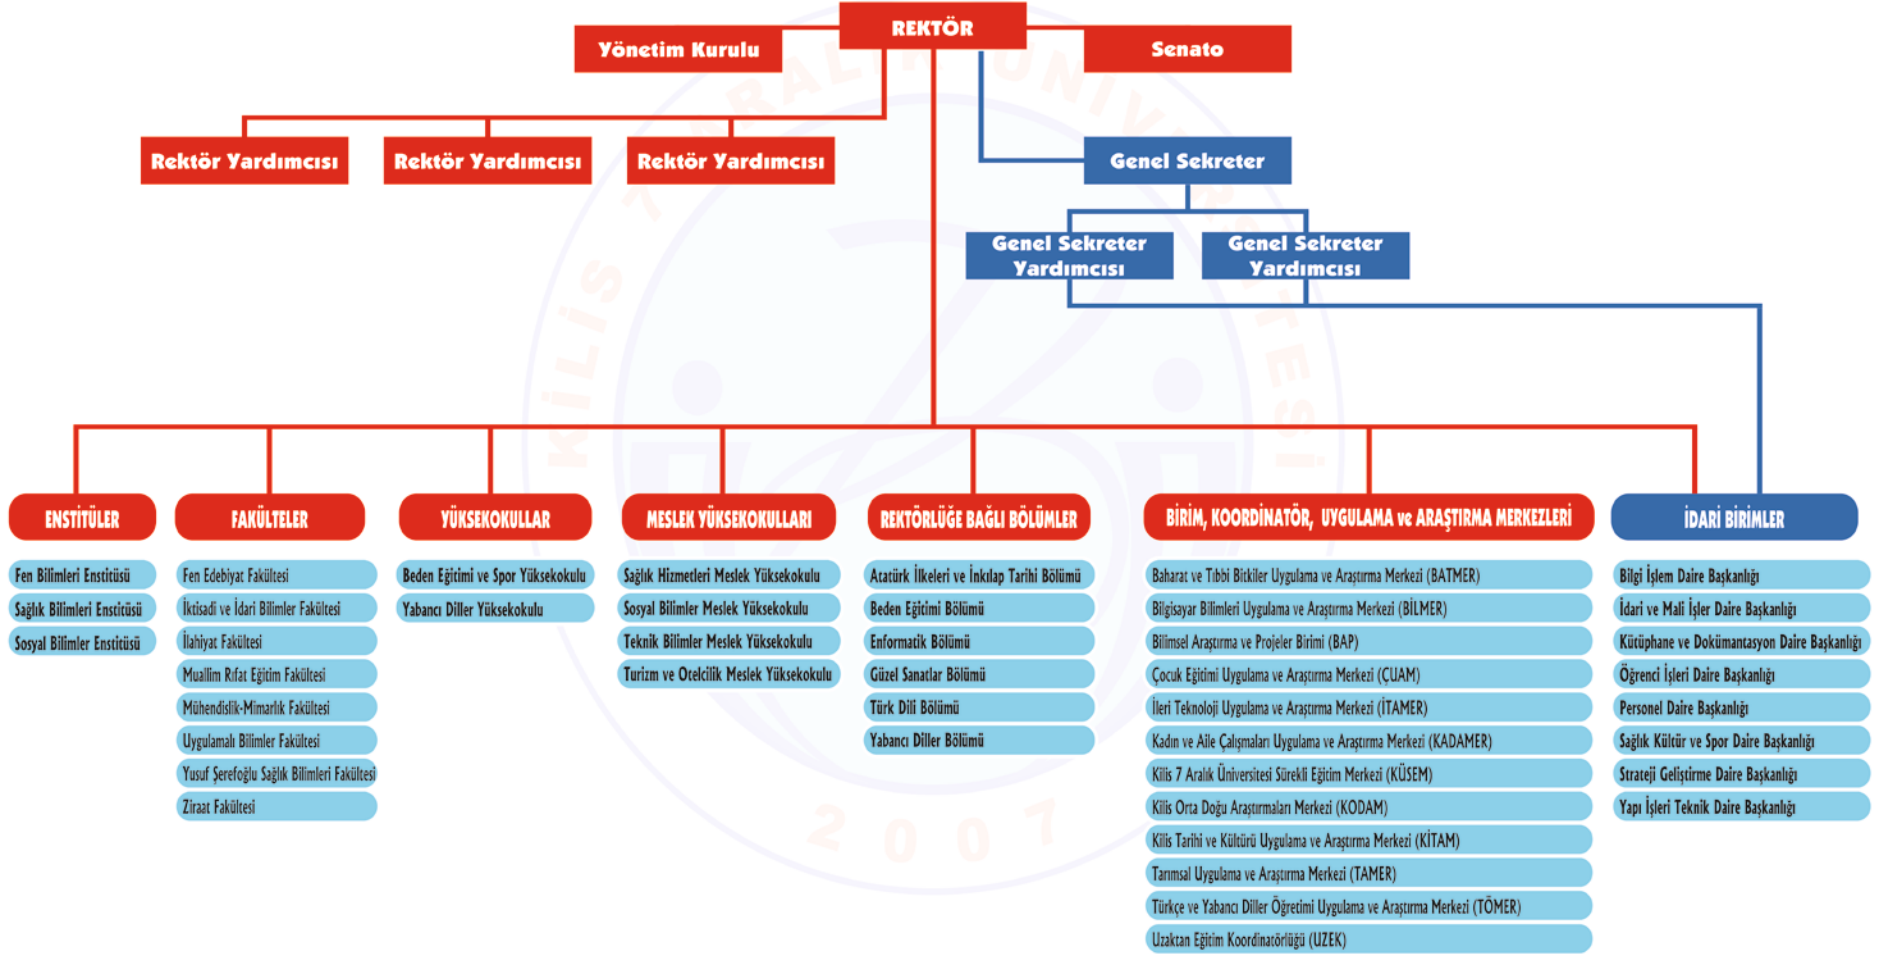 REKTÖR
Yönetim Kurulu
Senato
Rektör Yardımcısı
Rektör Yardımcısı
Rektör Yardımcısı
Genel Sekreter
Genel Sekreter
Yardımcısı
Genel Sekreter
Yardımcısı
KİLİS 7 ARALIK ÜNİVERSİTESİ
2007
ENSTİTÜLER
Fen Bilimleri Enstitüsü
Sağlık Bilimleri Enstitüsü
Sosyal Bilimler Enstitüsü
FAKÜLTELER
Fen Edebiyat Fakültesi
İktisadi ve İdari Bilimler Fakültesi
İlahiyat Fakültesi
Muallim Rıfat Eğitim Fakültesi
Mühendislik-Mimarlık Fakültesi
Uygulamalı Bilimler Fakültesi
Yusuf Şerefoğlu Sağlık Bilimleri Fakültesi
Ziraat Fakültesi
YÜKSEKOKULLAR
Beden Eğitimi ve Spor Yüksekokulu
Yabancı Diller Yüksekokulu
MESLEK YÜKSEKOKULLARI
Sağlık Hizmetleri Meslek Yüksekokulu
Sosyal Bilimler Meslek Yüksekokulu
Teknik Bilimler Meslek Yüksekokulu
Turizm ve Otelcilik Meslek Yüksekokulu
REKTÖRLÜĞE BAĞLI BÖLÜMLER
Atatürk İlkeleri ve İnkılap Tarihi Bölümü
Beden Eğitimi Bölümü
Enformatik Bölümü
Güzel Sanatlar Bölümü
Türk Dili Bölümü
Yabancı Diller Bölümü
BİRİM, KOORDİNATÖR, UYGULAMA ve ARAŞTIRMA MERKEZLERİ
Baharat ve Tıbbi Bitkiler Uygulama ve Araştırma Merkezi (BATMER)
Bilgisayar Bilimleri Uygulama ve Araştırma Merkezi (BİLMER)
Bilimsel Araştırma ve Projeler Birimi (BAP)
Çocuk Eğitimi Uygulama ve Araştırma Merkezi (ÇUAM)
İleri Teknoloji Uygulama ve Araştırma Merkezi (İTAMER)
Kadın ve Aile Çalışmaları Uygulama ve Araştırma Merkezi (KADAMER)
Kilis 7 Aralık Üniversitesi Sürekli Eğitim Merkezi (KÜSEM)
Kilis Orta Doğu Araştırmaları Merkezi (KODAM)
Kilis Tarihi ve Kültürü Uygulama ve Araştırma Merkezi (KİTAM)
Tarımsal Uygulama ve Araştırma Merkezi (TAMER)
Türkçe ve Yabancı Diller Öğretimi Uygulama ve Araştırma Merkezi (TÖMER)
Uzaktan Eğitim Koordinatörlüğü (UZEK)
İDARİ BİRİMLER
Bilgi İşlem Daire Başkanlığı
İdari ve Mali İşler Daire Başkanlığı
Kütüphane ve Dokümantasyon Daire Başkanlığı
Öğrenci İşleri Daire Başkanlığı
Personel Daire Başkanlığı
Sağlık Kültür ve Spor Daire Başkanlığı
Strateji Geliştirme Daire Başkanlığı
Yapı İşleri Teknik Daire Başkanlığı